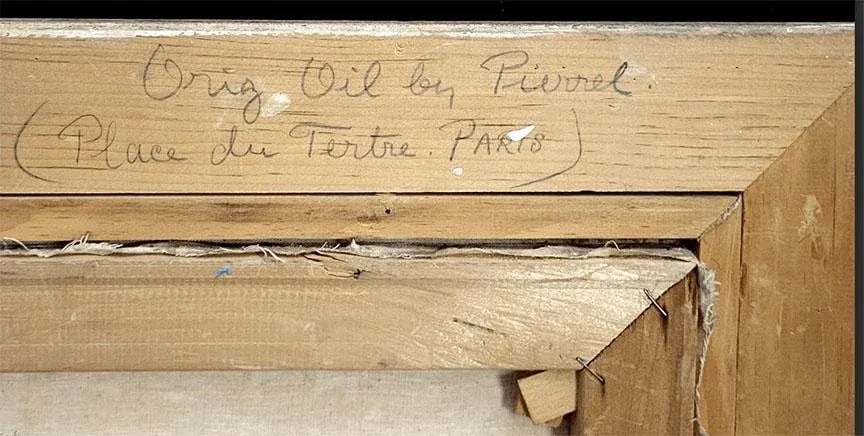 Orig Oil by Pierrel.
(Place du Tertre. PARIS)